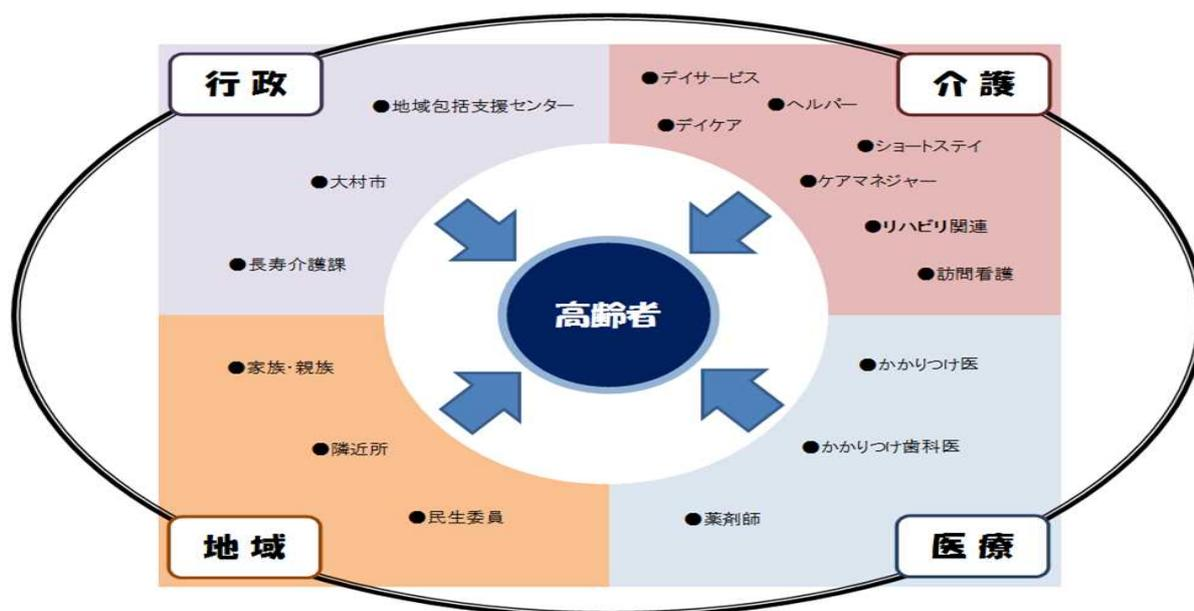 行政
●地域包括支援センター
●大村市
●長寿介護課
介護
●デイサービス
●ヘルパー
●デイケア
●ショートステイ
●ケアマネジャー
●リハビリ関連
●訪問看護
高齢者
●家族・親族
●隣近所
●民生委員
地域
●かかりつけ医
●かかりつけ歯科医
●薬剤師
医療